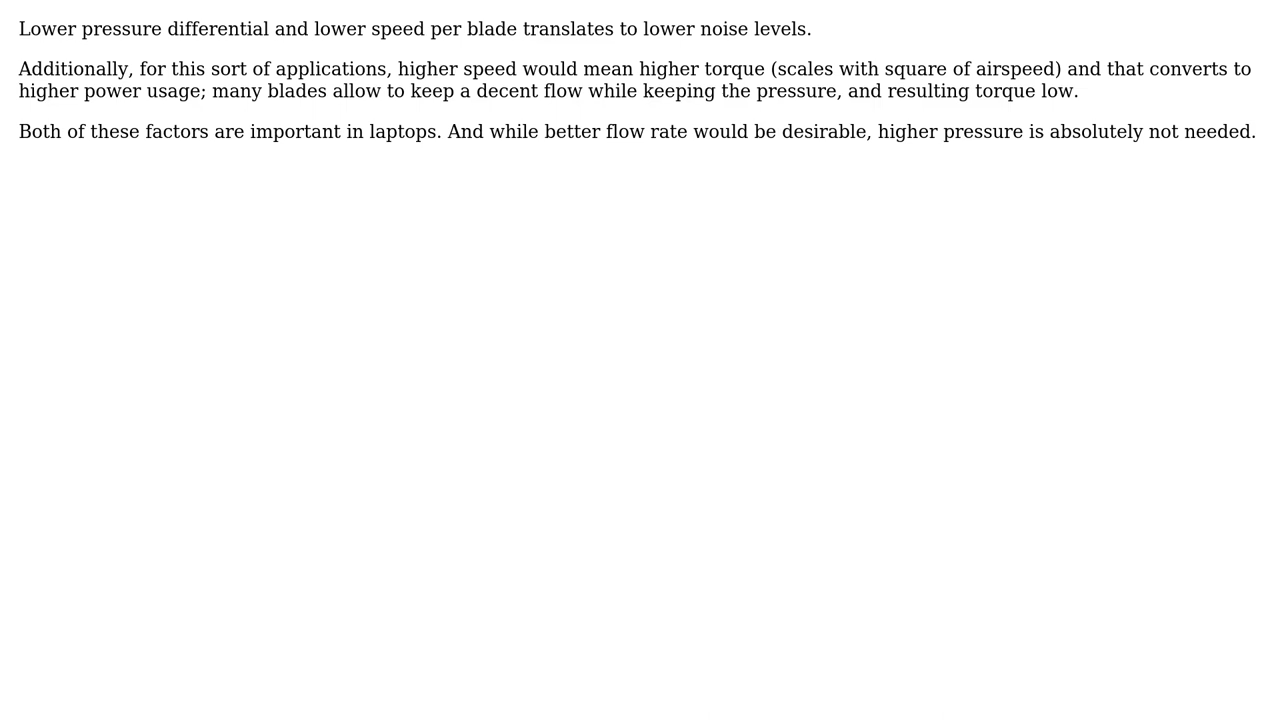 Lower pressure differential and lower speed per blade translates to lower noise levels.
Additionally, for this sort of applications, higher speed would mean higher torque (scales with square of airspeed) and that converts to
higher power usage; many blades allow to keep a decent flow while keeping the pressure, and resulting torque low.
Both of these factors are important in laptops. And while better flow rate would be desirable, higher pressure is absolutely not needed.